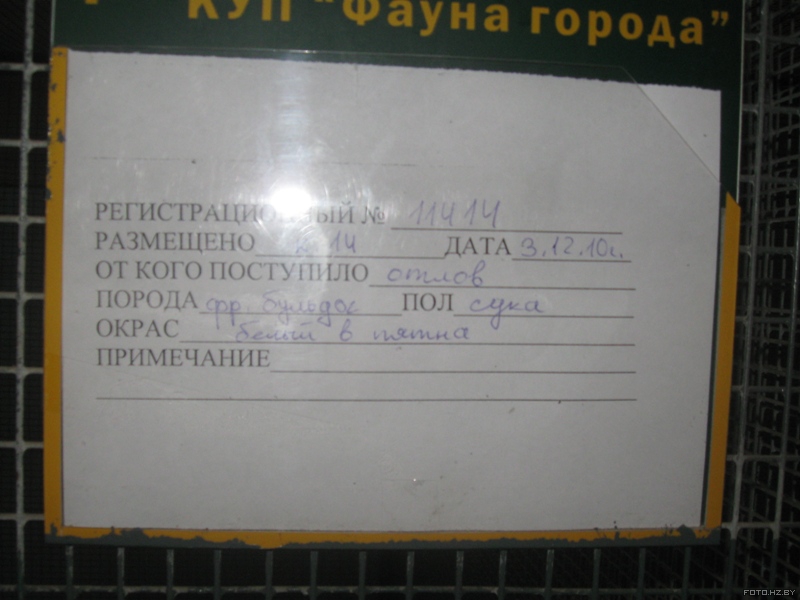 КУП "Фауна города"
РЕГИСТРАЦИОННЫЙ № 11414
РАЗМЕЩЕНО к 14 ДАТА 3.12.10г.
ОТ КОГО ПОСТУПИЛО отлов
ПОРОДА фр. бульдог ПОЛ сука
ОКРАС белый в пятна
ПРИМЕЧАНИЕ
FOTO.HZ.BY